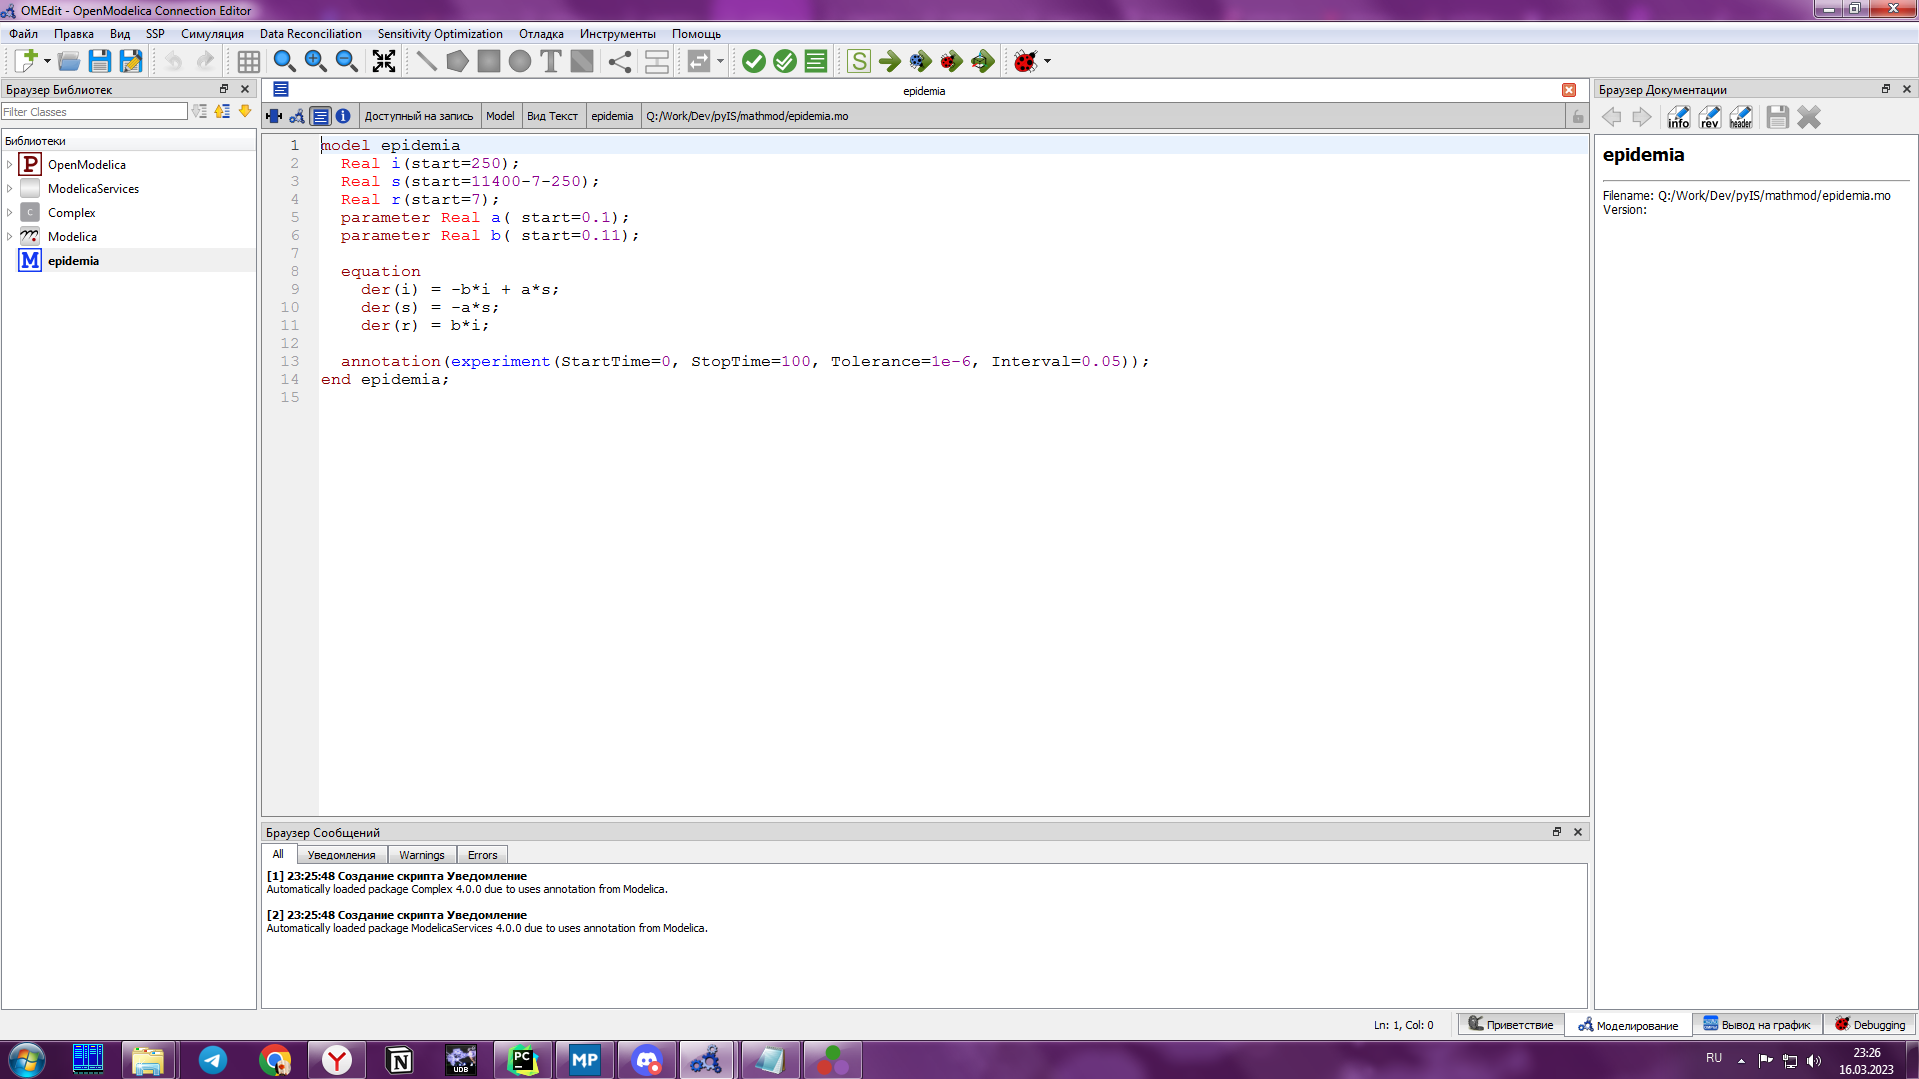 OMEdit - OpenModelica Connection Editor
Файл Правка Вид SSP Симуляция Data Reconciliation Sensitivity Optimization Отладка Инструменты Помощь
S
Браузер Библиотек
Filter Classes
Библиотеки
P OpenModelica
ModelicaServices
C Complex
Modelica
M epidemia
epidemia
Доступный на запись Model Вид Текст epidemia Q:/Work/Dev/pyIS/mathmod/epidemia.mo
1 model epidemia
2 Real i(start=250);
3 Real s(start=11400-7-250);
4 Real r(start=7);
5 parameter Real a( start=0.1);
6 parameter Real b( start=0.11);
7
8 equation
9 der(i) = -b*i + a*s;
10 der(s) = -a*s;
11 der(r) = b*i;
12
13 annotation(experiment(StartTime=0, StopTime=100, Tolerance=1e-6, Interval=0.05));
14 end epidemia;
15
Браузер Сообщений
All Уведомления Warnings Errors
[1] 23:25:48 Создание скрипта Уведомление
Automatically loaded package Complex 4.0.0 due to uses annotation from Modelica.
[2] 23:25:48 Создание скрипта Уведомление
Automatically loaded package ModelicaServices 4.0.0 due to uses annotation from Modelica.
Браузер Документации
info rev header
epidemia
Filename: Q:/Work/Dev/pyIS/mathmod/epidemia.mo
Version:
Ln: 1, Col: 0 Приветствие Моделирование Вывод на график Debugging
UDB PC MP RU 23:26
16.03.2023